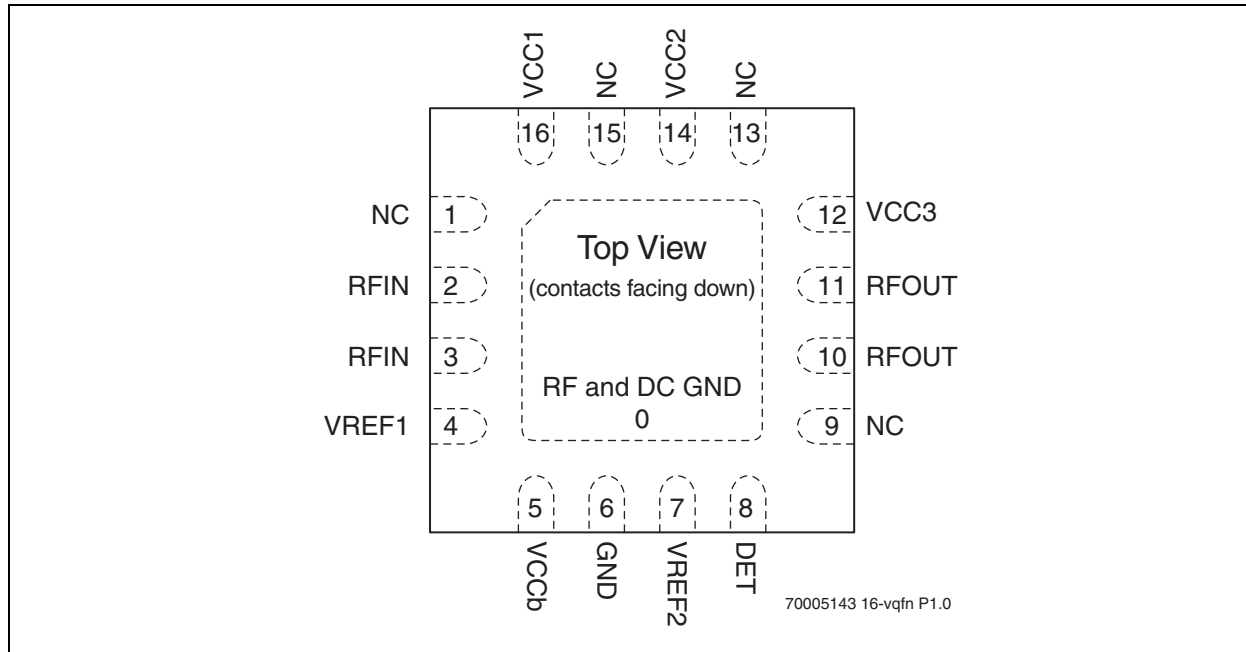 VCC1
NC
VCC2
NC
16
15
14
13
NC 1
12 VCC3
Top View
RFIN 2
(contacts facing down)
11 RFOUT
RFIN 3
10 RFOUT
RF and DC GND
VREF1 4
0
9 NC
5
6
7
8
VCCb
GND
VREF2
DET
70005143 16-vqfn P1.0